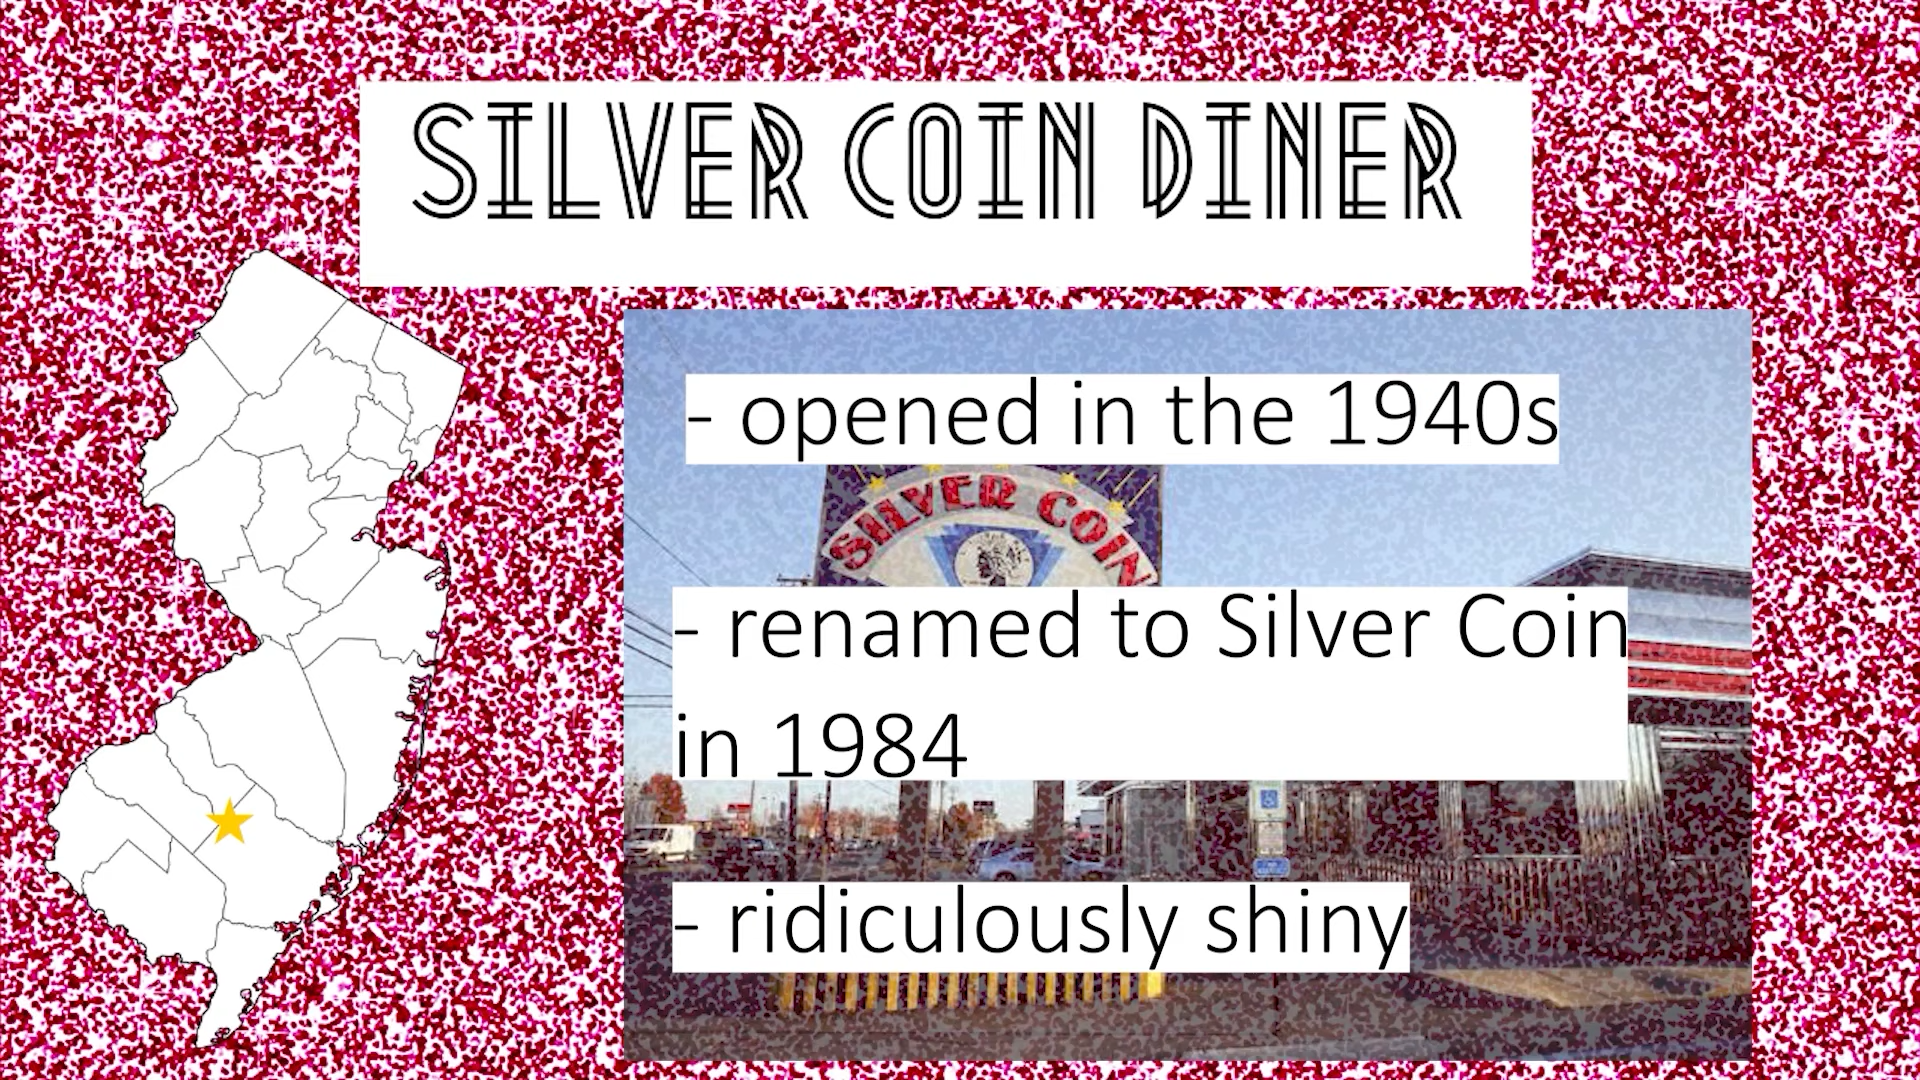 SILVER COIN DINER
- opened in the 1940s
SILVER COIN
- renamed to Silver Coin
in 1984
- ridiculously shiny